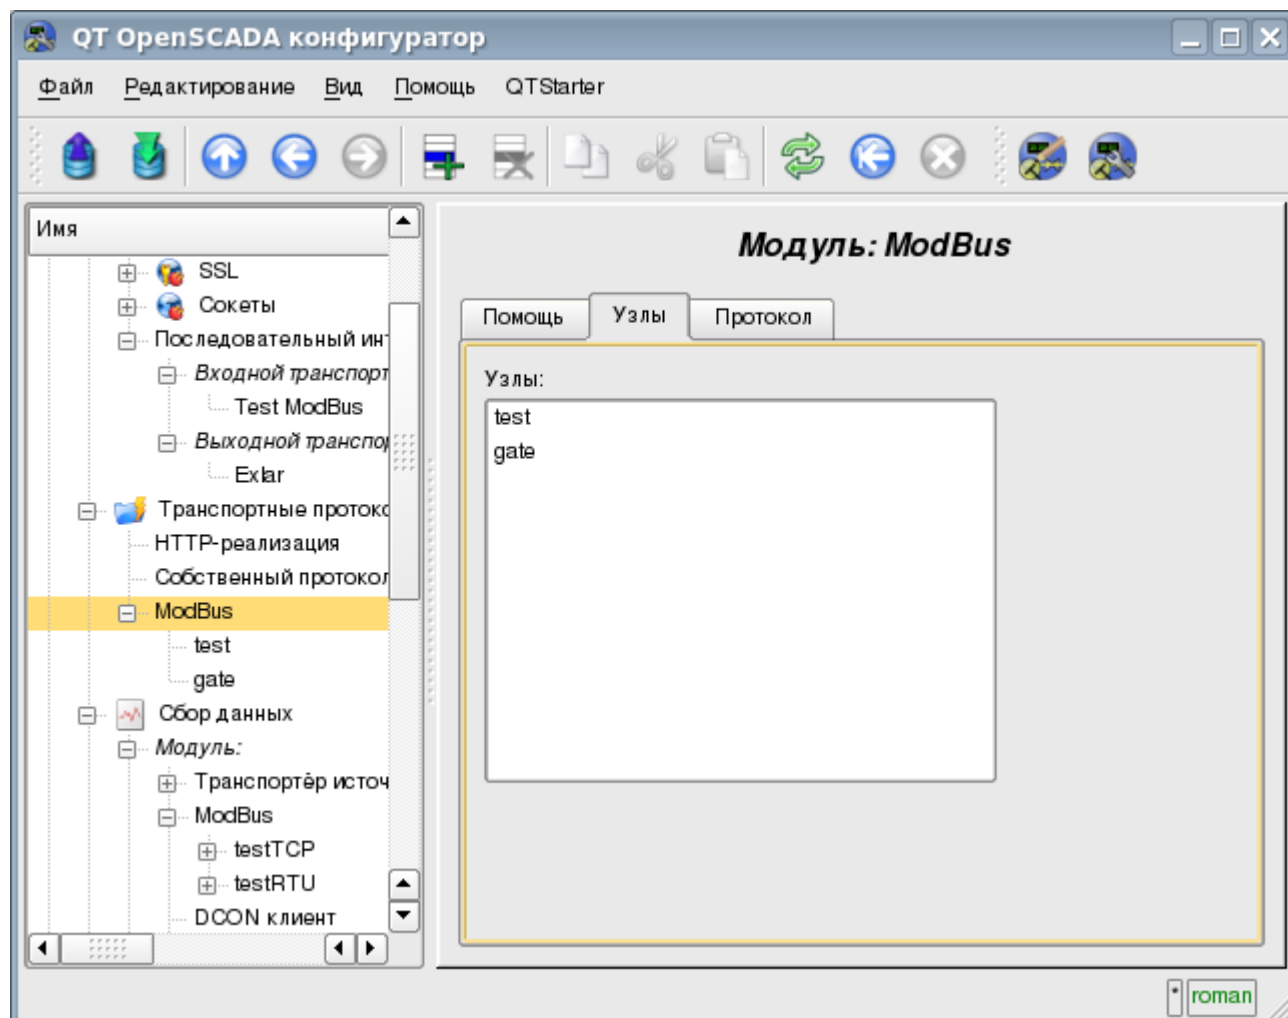 QT OpenSCADA конфигуратор
Файл Редактирование Вид Помощь QTStarter
Имя
SSL
Сокеты
Последовательный инт
Входной транспорт
Test ModBus
Выходной транспор
Exlar
Транспортные протоко
HTTP-реализация
Собственный протокол
ModBus
test
gate
Сбор данных
Модуль:
Транспортёр источ
ModBus
testTCP
testRTU
DCON клиент
Модуль: ModBus
Помощь Узлы Протокол
Узлы:
test
gate
* roman